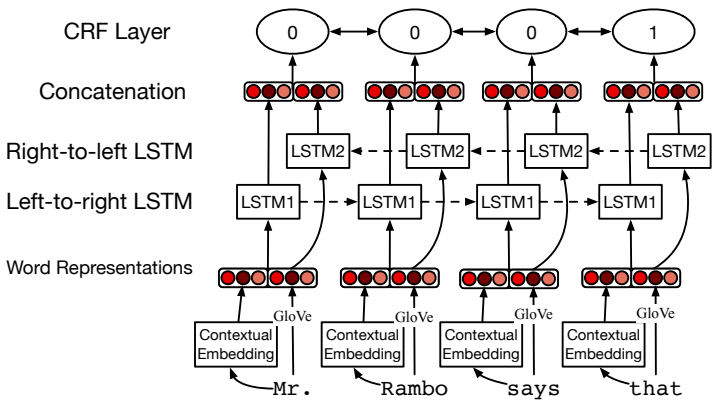 CRF Layer 0 0 0 1
Concatenation
Right-to-left LSTM LSTM2 LSTM2 LSTM2 LSTM2
Left-to-right LSTM LSTM1 LSTM1 LSTM1 LSTM1
Word Representations
GloVe GloVe GloVe GloVe
Contextual Contextual Contextual Contextual
Embedding Embedding Embedding Embedding
Mr. Rambo says that